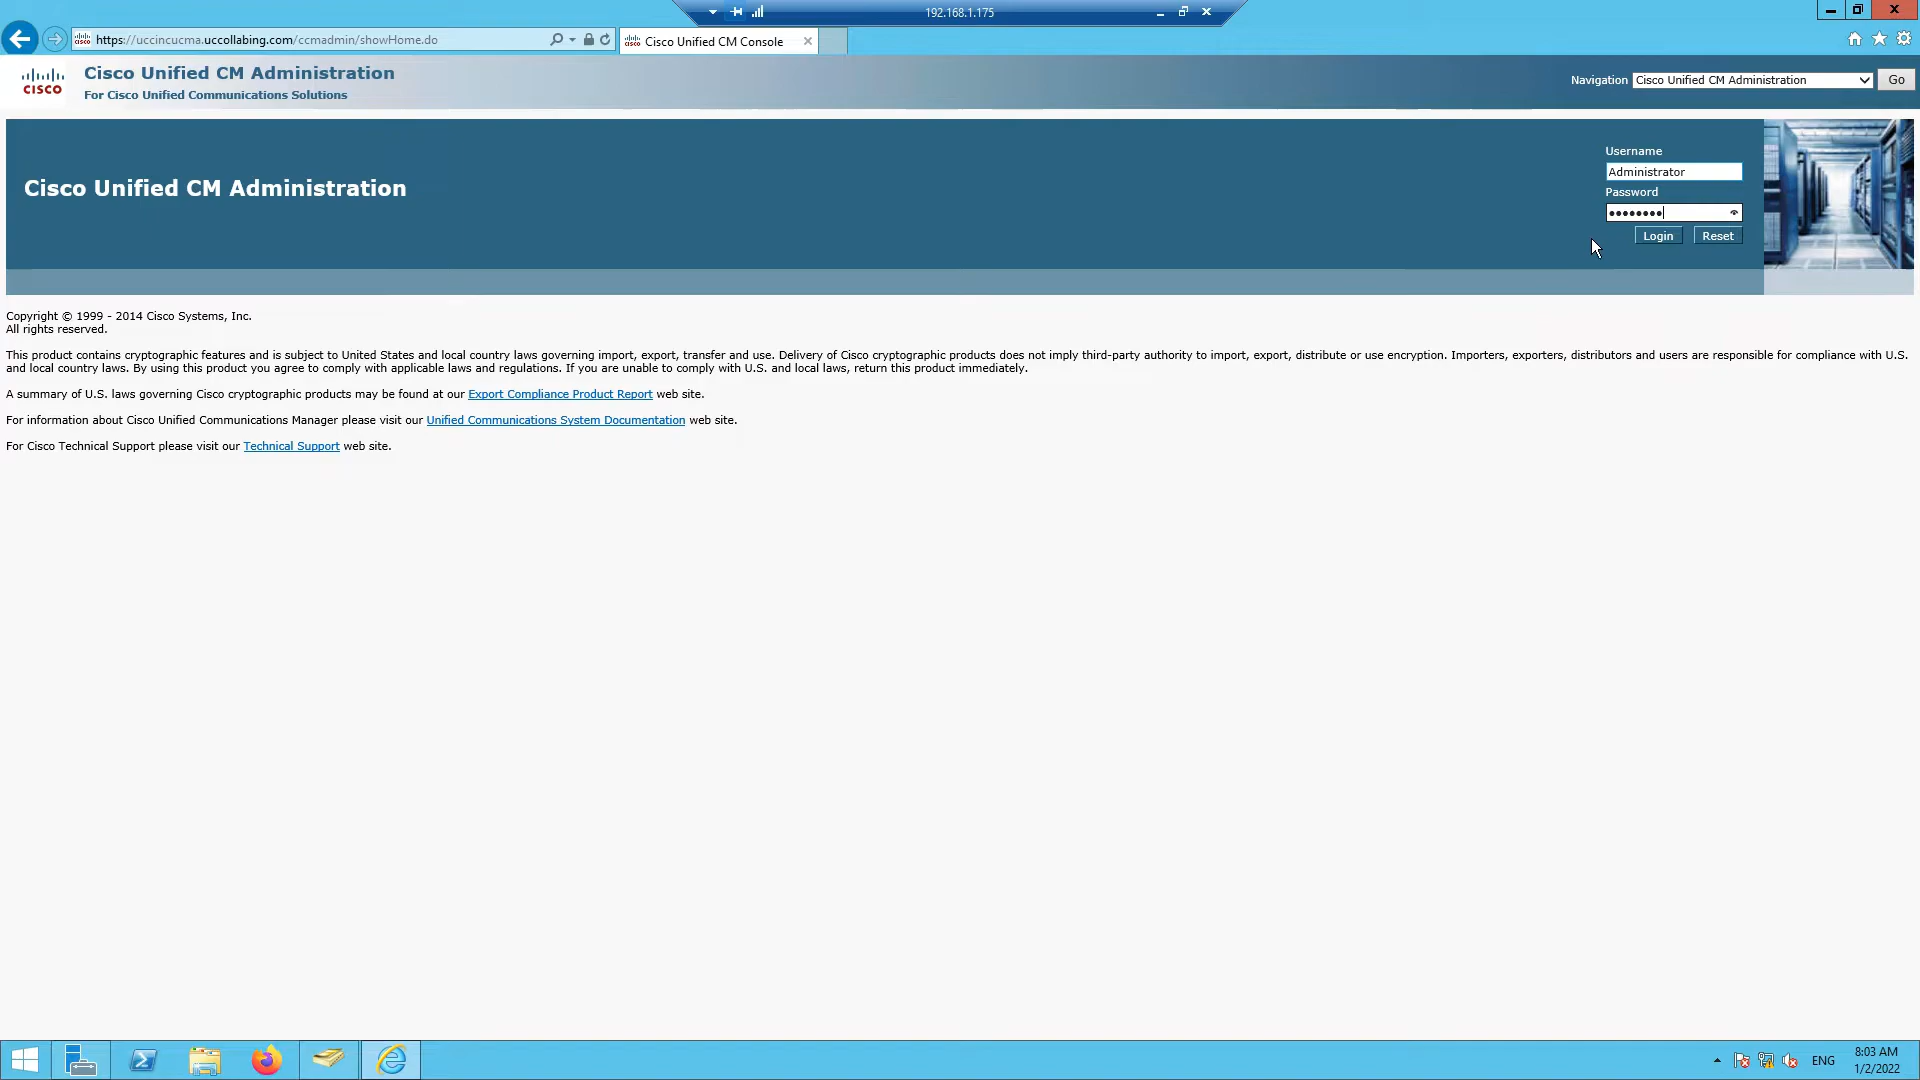 192.168.1.175
https://uccincucma.uccollabing.com/ccmadmin/showHome.do
Cisco Unified CM Console
CISCO
Cisco Unified CM Administration
For Cisco Unified Communications Solutions
Navigation Cisco Unified CM Administration Go
Cisco Unified CM Administration
Username
Administrator
Password
Login Reset
Copyright © 1999 - 2014 Cisco Systems, Inc.
All rights reserved.
This product contains cryptographic features and is subject to United States and local country laws governing import, export, transfer and use. Delivery of Cisco cryptographic products does not imply third-party authority to import, export, distribute or use encryption. Importers, exporters, distributors and users are responsible for compliance with U.S.
and local country laws. By using this product you agree to comply with applicable laws and regulations. If you are unable to comply with U.S. and local laws, return this product immediately.
A summary of U.S. laws governing Cisco cryptographic products may be found at our Export Compliance Product Report web site.
For information about Cisco Unified Communications Manager please visit our Unified Communications System Documentation web site.
For Cisco Technical Support please visit our Technical Support web site.
ENG
8:03 AM
1/2/2022